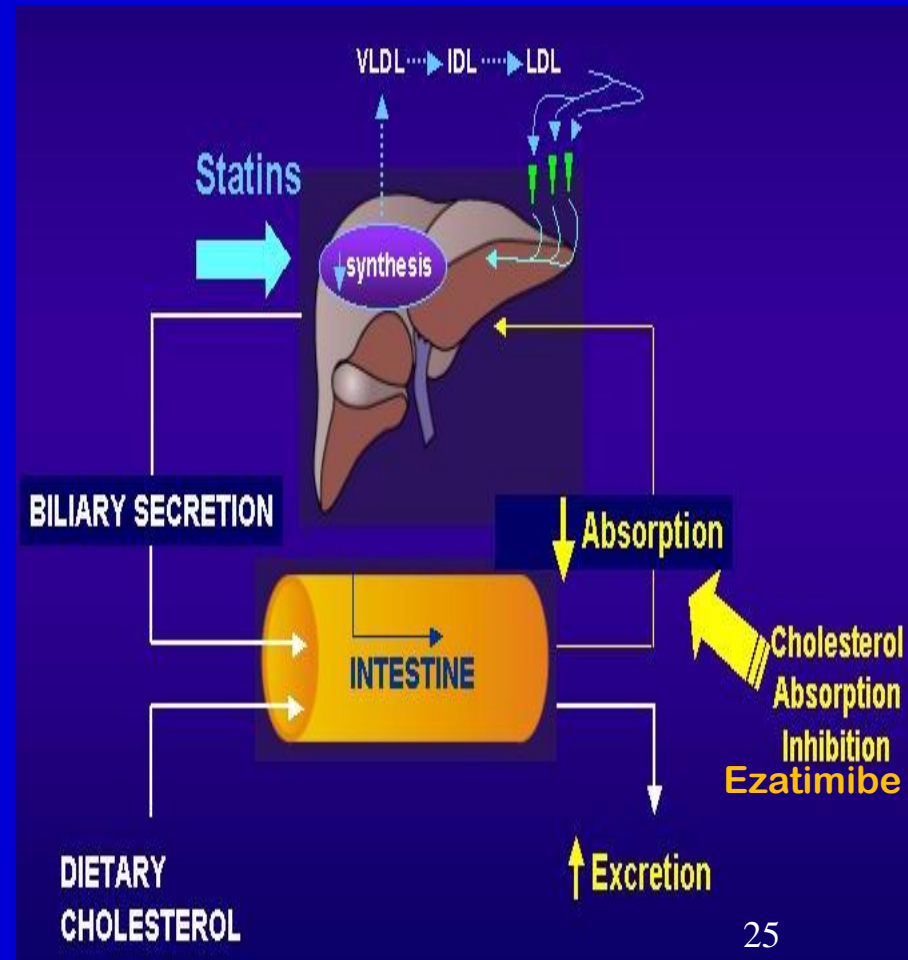 VLDL IDL LDL
Statins
synthesis
BILIARY SECRETION
Absorption
INTESTINE
Cholesterol
Absorption
Inhibition
Ezatimibe
DIETARY
CHOLESTEROL
Excretion
25